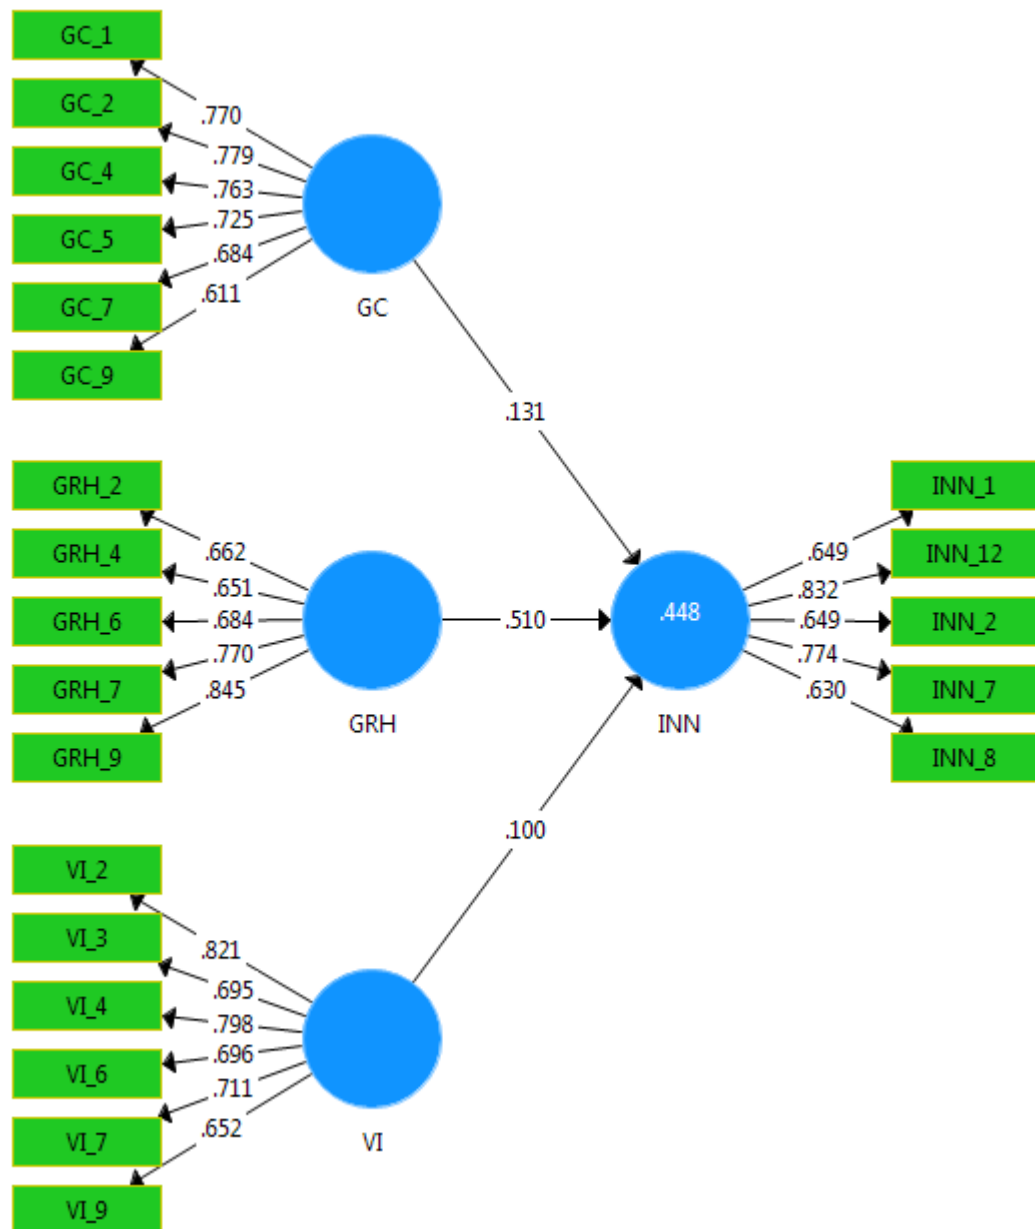 GC_1
GC_2
GC_4
GC_5
GC_7
GC_9
.770
.779
.763
.725
.684
.611
GC
.131
GRH_2
GRH_4
GRH_6
GRH_7
GRH_9
.662
.651
.684
.770
.845
GRH
.510
.448
INN
.649
.832
.649
.774
.630
INN_1
INN_12
INN_2
INN_7
INN_8
.100
VI_2
VI_3
VI_4
VI_6
VI_7
VI_9
.821
.695
.798
.696
.711
.652
VI